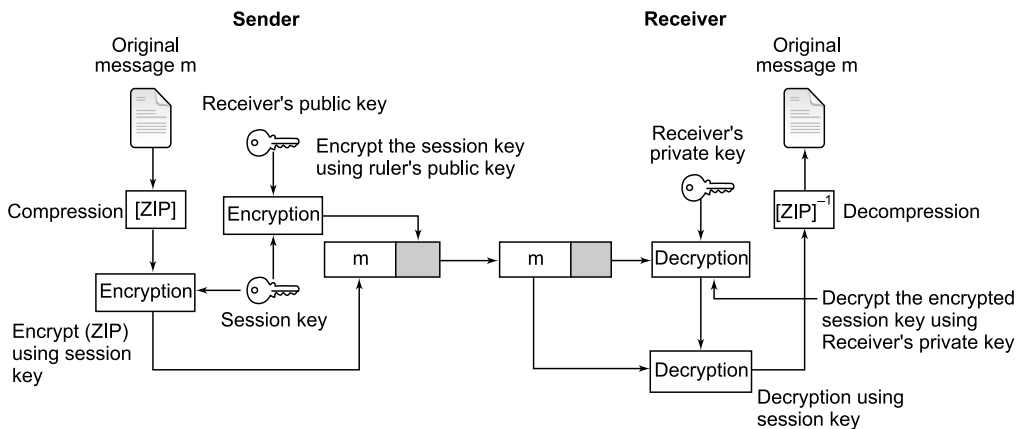 Sender
Receiver
Original
message m
Original
message m
Receiver's public key
Encrypt the session key
using ruler's public key
Receiver's
private key
Compression
[ZIP]
Encryption
[ZIP]⁻¹
Decompression
m
m
Decryption
Encryption
Session key
Encrypt (ZIP)
using session
key
Decrypt the encrypted
session key using
Receiver's private key
Decryption
Decryption using
session key